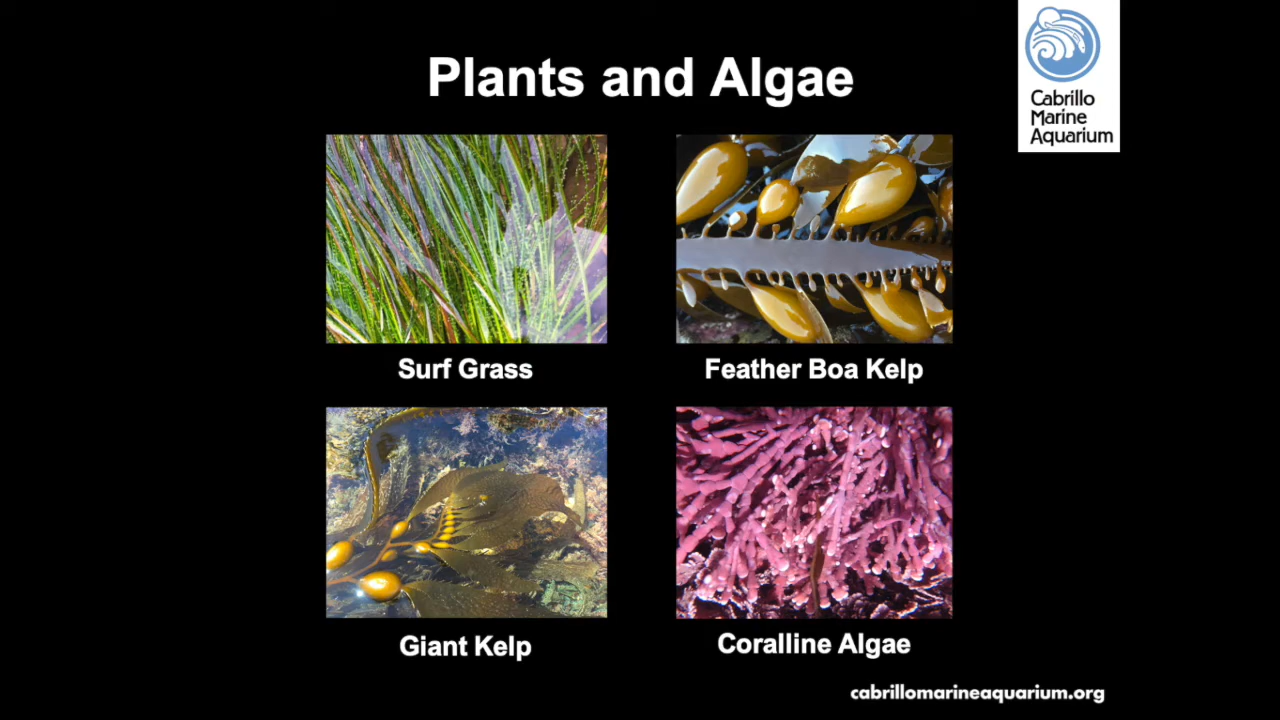 Plants and Algae
Cabrillo
Marine
Aquarium
Surf Grass
Feather Boa Kelp
Giant Kelp
Coralline Algae
cabrillomarineaquarium.org